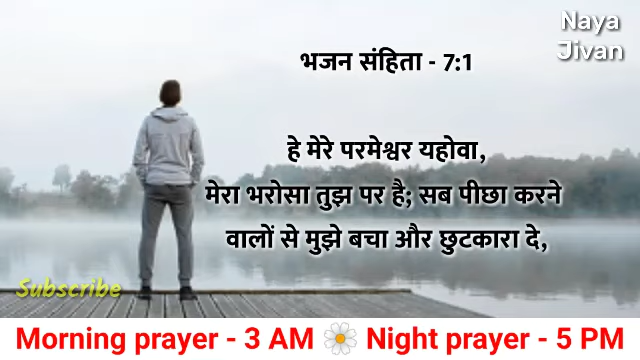 Naya
Jivan
भजन संहिता - 7:1
हे मेरे परमेश्वर यहोवा,
मेरा भरोसा तुझ पर है; सब पीछा करने
वालों से मुझे बचा और छुटकारा दे,
Subscribe
Morning prayer - 3 AM 🌼 Night prayer - 5 PM